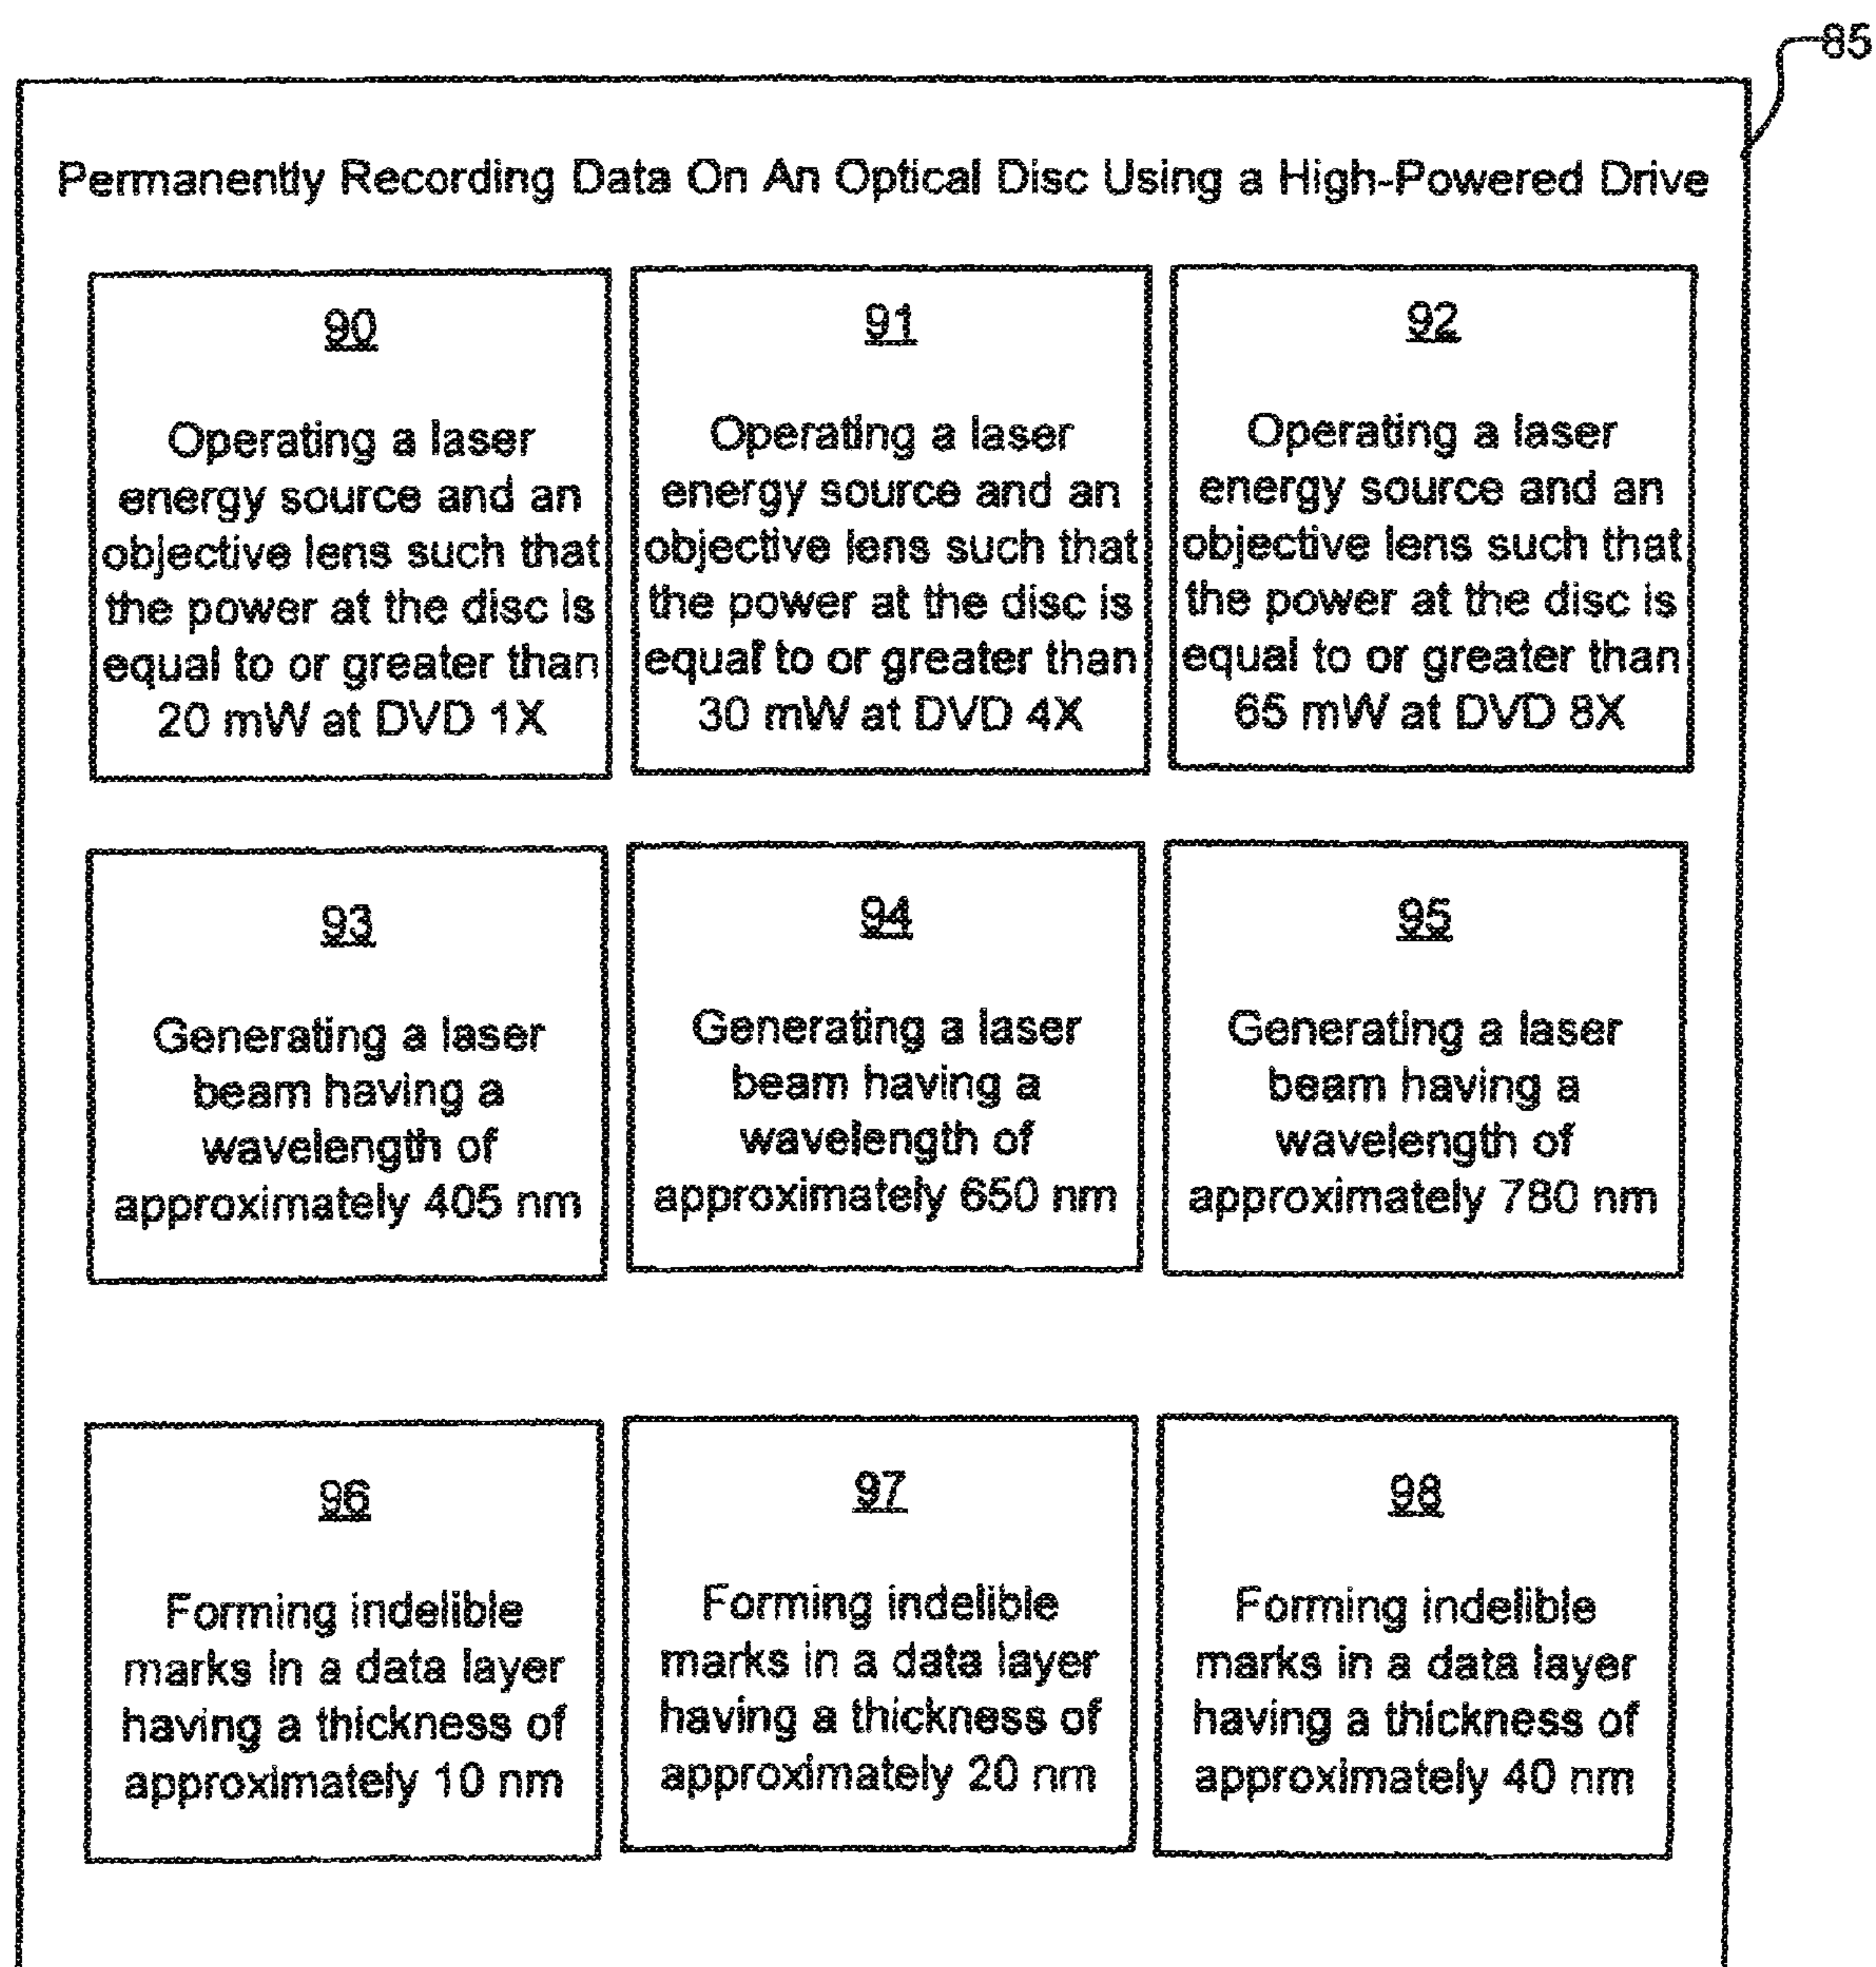 85
Permanently Recording Data On An Optical Disc Using a High-Powered Drive
90
Operating a laser
energy source and an
objective lens such that
the power at the disc is
equal to or greater than
20 mW at DVD 1X
91
Operating a laser
energy source and an
objective lens such that
the power at the disc is
equal to or greater than
30 mW at DVD 4X
92
Operating a laser
energy source and an
objective lens such that
the power at the disc is
equal to or greater than
65 mW at DVD 8X
93
Generating a laser
beam having a
wavelength of
approximately 405 nm
94
Generating a laser
beam having a
wavelength of
approximately 650 nm
95
Generating a laser
beam having a
wavelength of
approximately 780 nm
96
Forming indelible
marks in a data layer
having a thickness of
approximately 10 nm
97
Forming indelible
marks in a data layer
having a thickness of
approximately 20 nm
98
Forming indelible
marks in a data layer
having a thickness of
approximately 40 nm